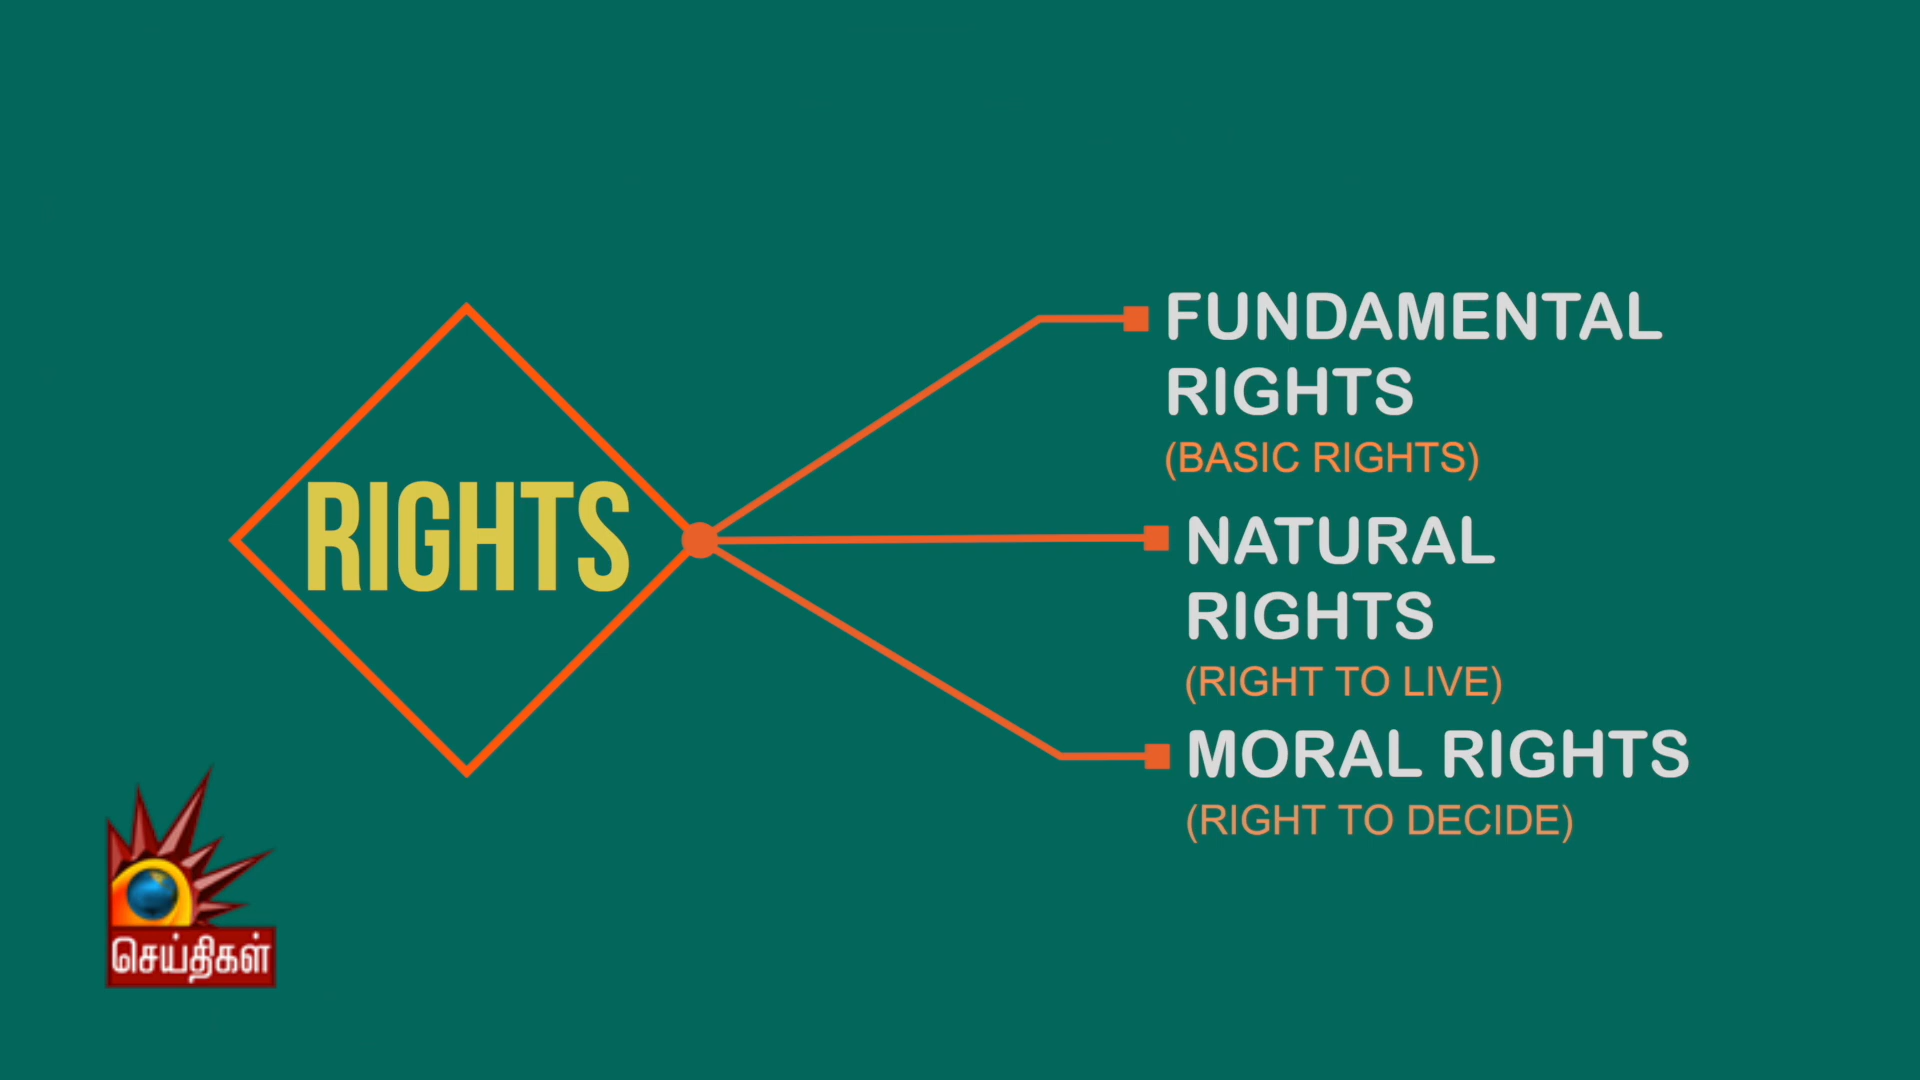 RIGHTS
FUNDAMENTAL
RIGHTS
(BASIC RIGHTS)
NATURAL
RIGHTS
(RIGHT TO LIVE)
MORAL RIGHTS
(RIGHT TO DECIDE)
செய்திகள்